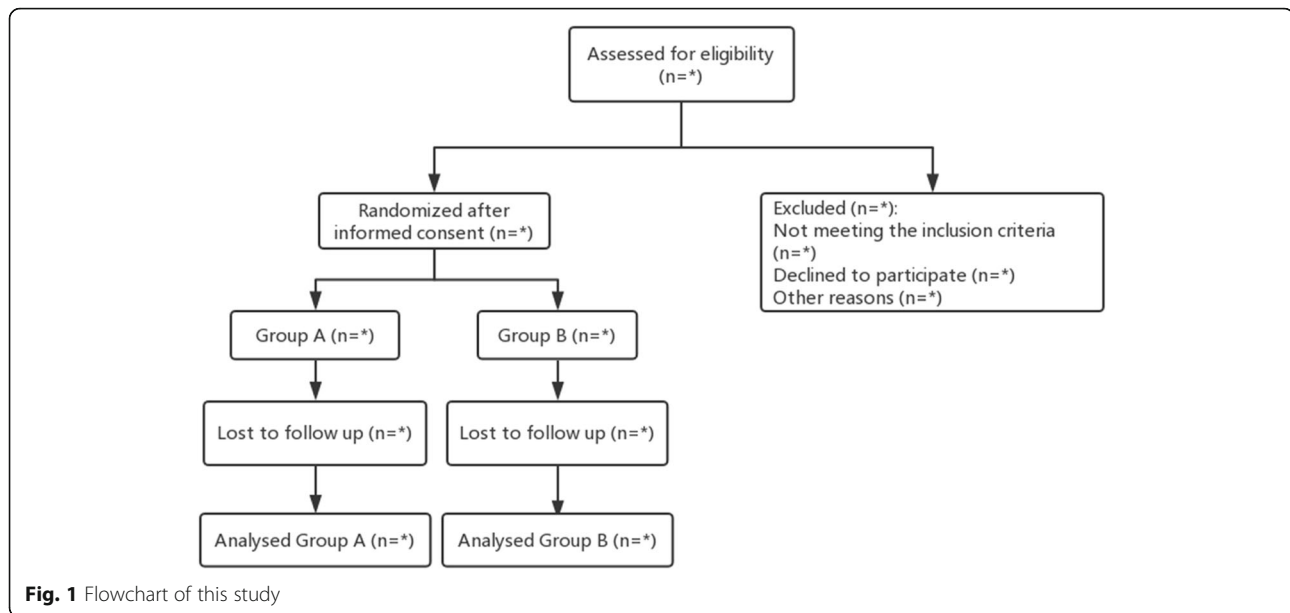 Assessed for eligibility
(n=*)
Randomized after
informed consent (n=*)
Excluded (n=*):
Not meeting the inclusion criteria
(n=*)
Declined to participate (n=*)
Other reasons (n=*)
Group A (n=*)
Group B (n=*)
Lost to follow up (n=*)
Lost to follow up (n=*)
Analysed Group A (n=*)
Analysed Group B (n=*)
Fig. 1 Flowchart of this study